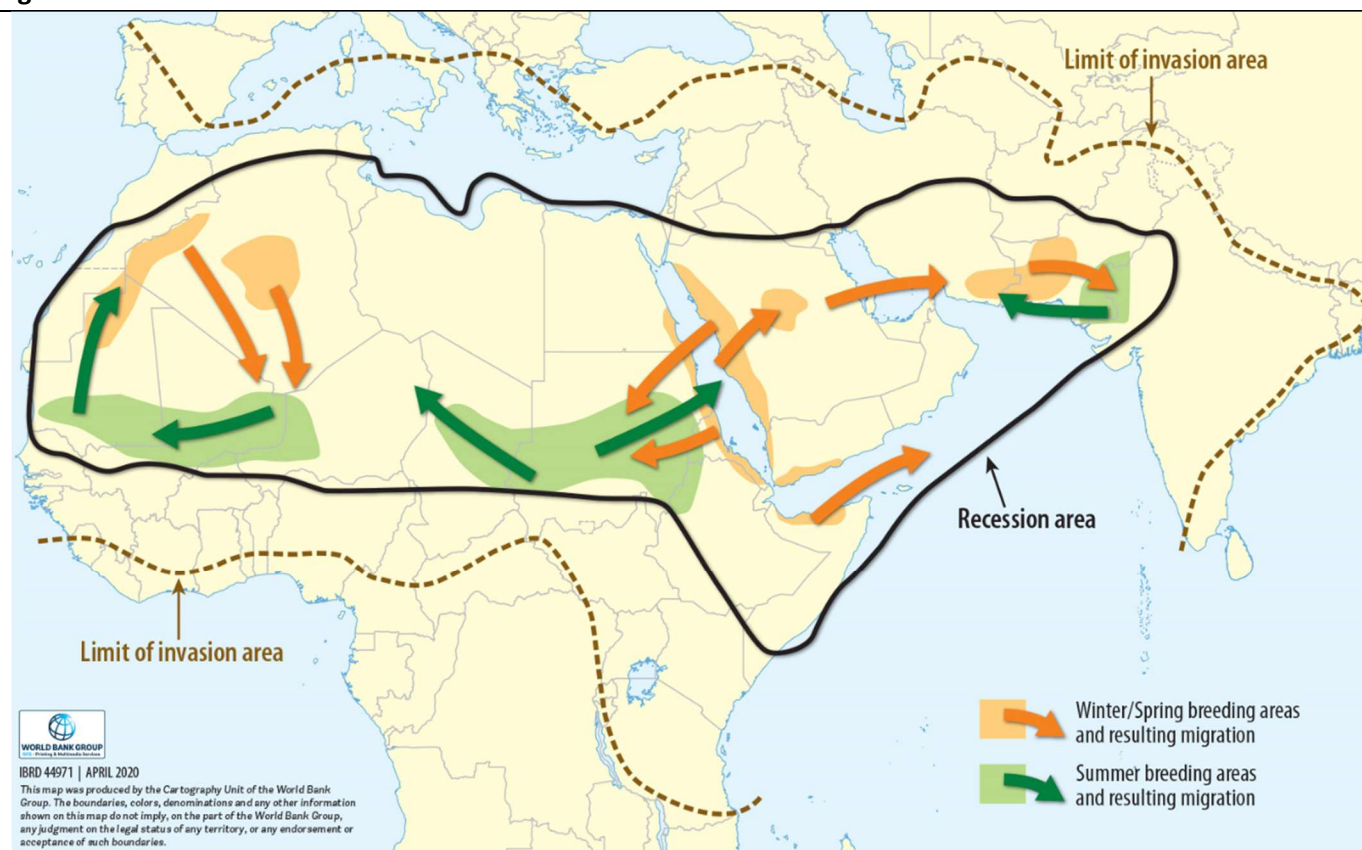 Limit of invasion area
Recession area
Limit of invasion area
Winter/Spring breeding areas
and resulting migration
Summer breeding areas
and resulting migration
WORLD BANK GROUP
IBRD 44971 | APRIL 2020
This map was produced by the Cartography Unit of the World Bank
Group. The boundaries, colors, denominations and any other information
shown on this map do not imply, on the part of the World Bank Group,
any judgment on the legal status of any territory, or any endorsement or
acceptance of such boundaries.